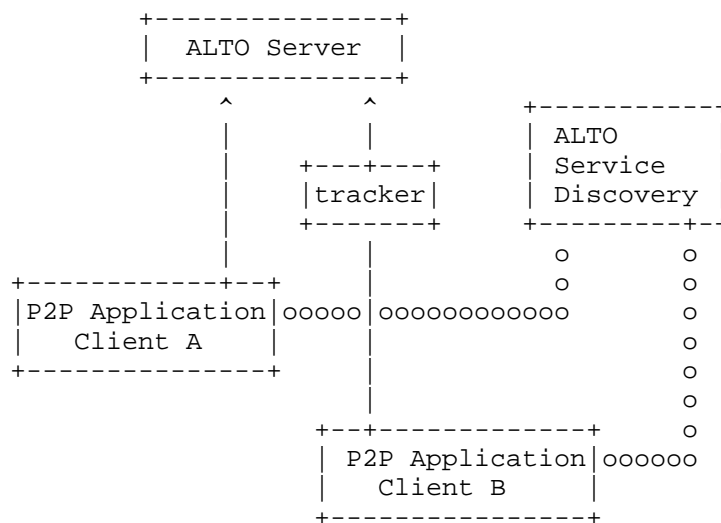 ALTO Server
ALTO
Service
tracker
Discovery
P2P Application
Client A
P2P Application
Client B